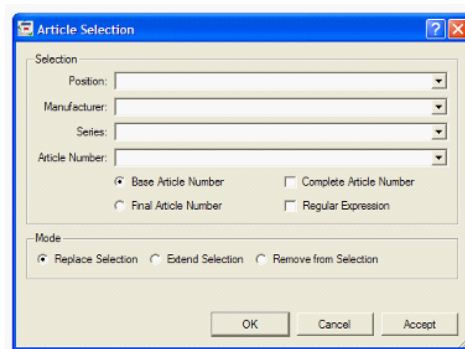 Article Selection
Selection
Position:
Manufacturer:
Series:
Article Number:
Base Article Number Complete Article Number
Final Article Number Regular Expression
Mode
Replace Selection Extend Selection Remove from Selection
OK Cancel Accept